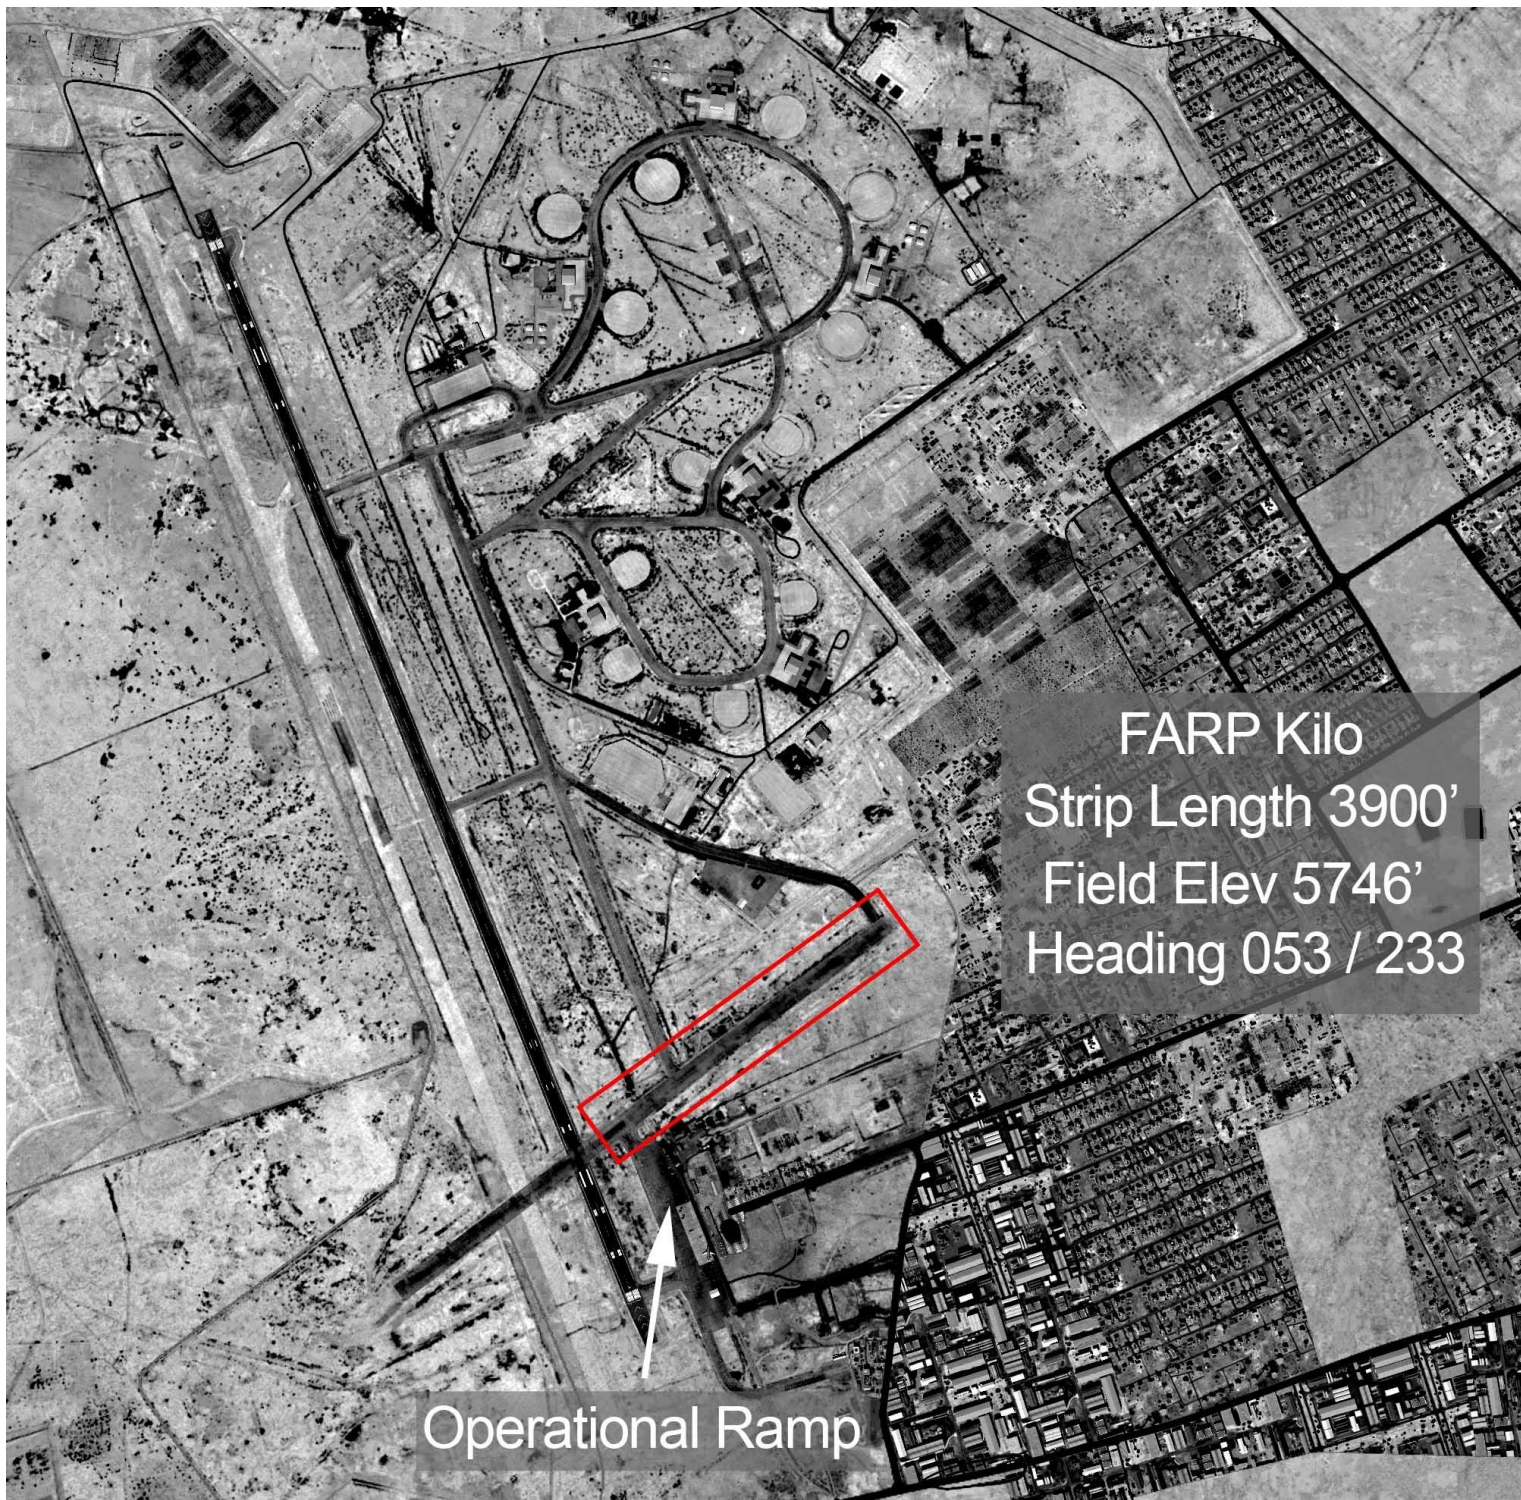 FARP Kilo
Strip Length 3900’
Field Elev 5746’
Heading 053 / 233
Operational Ramp